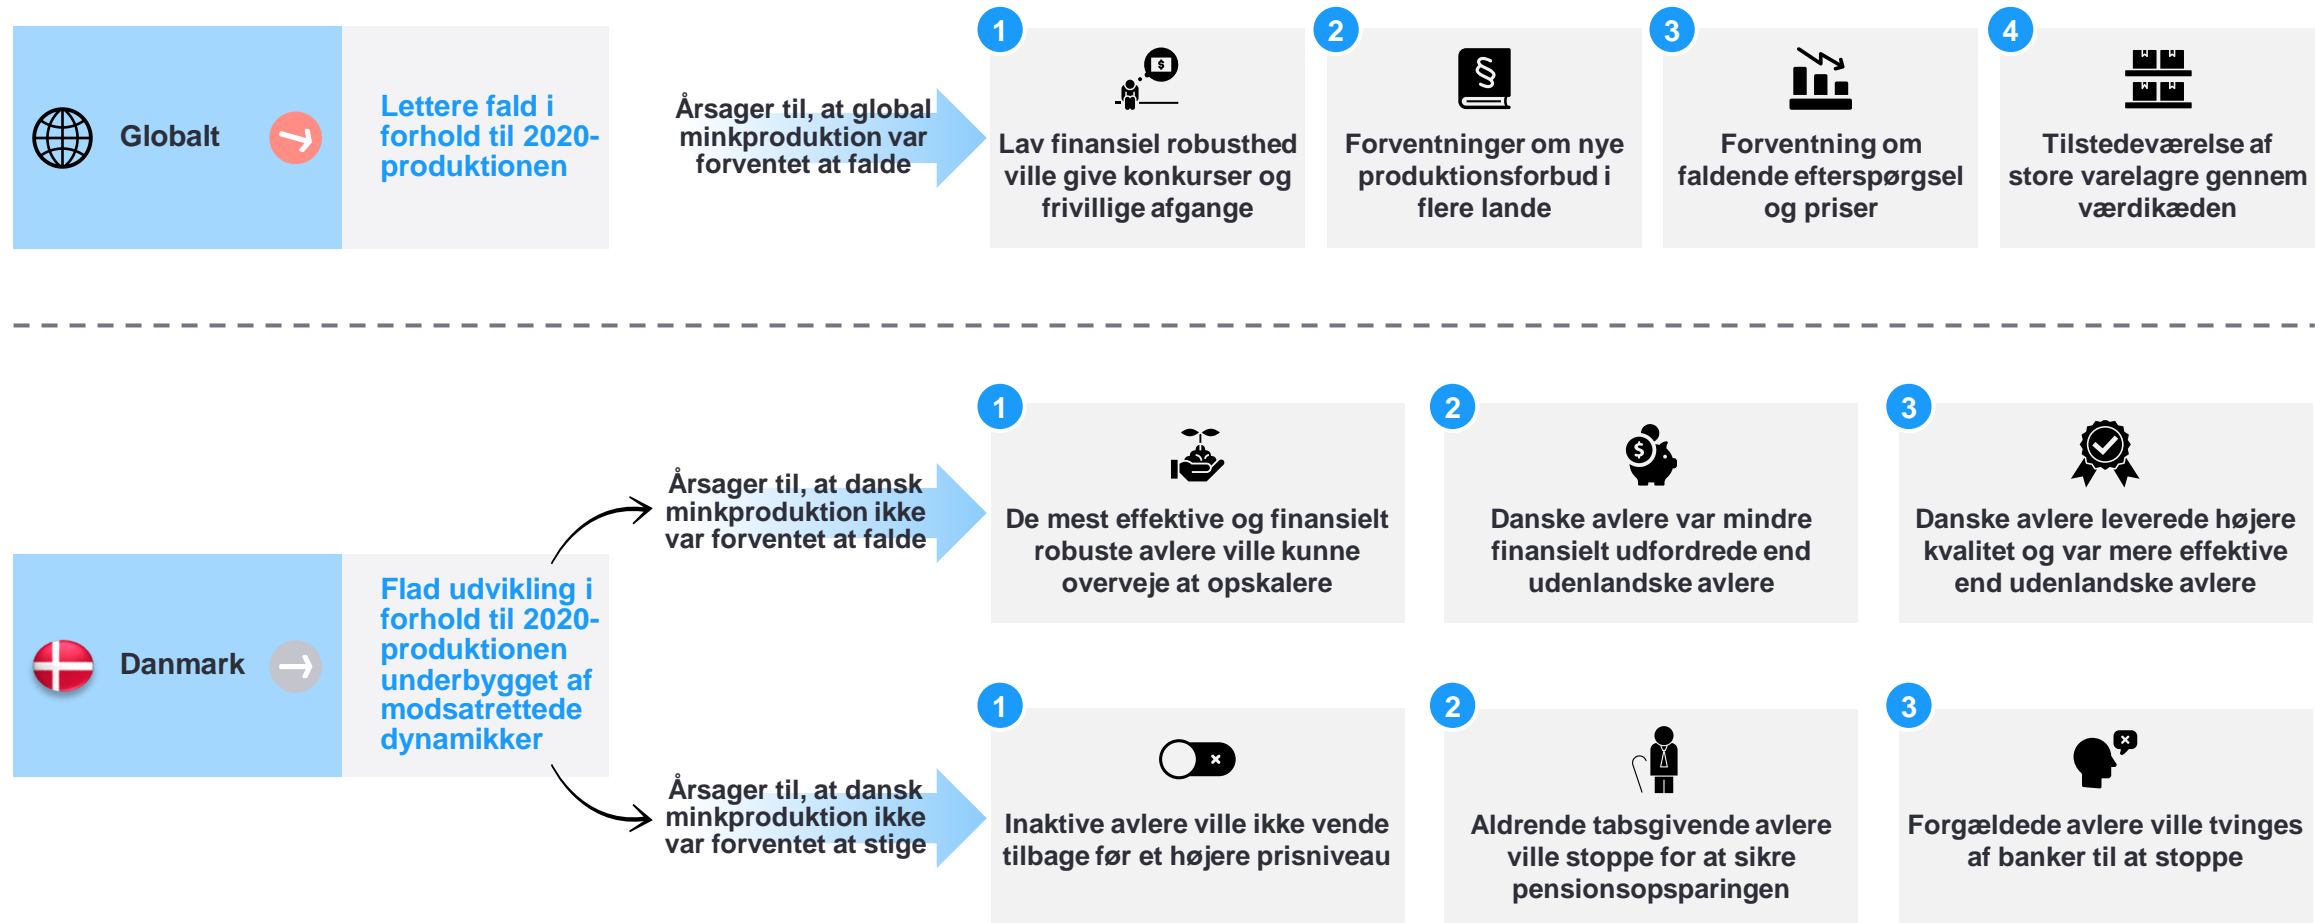 Globalt
Lettere fald i
forhold til 2020-
produktionen
Årsager til, at global
minkproduktion var
forventet at falde
1
$
Lav finansiel robusthed
ville give konkurser og
frivillige afgange
2
§
Forventninger om nye
produktionsforbud i
flere lande
3
Forventning om
faldende efterspørgsel
og priser
4
Tilstedeværelse af
store varelagre gennem
værdikæden
Danmark
Flad udvikling i
forhold til 2020-
produktionen
underbygget af
modsatrettede
dynamikker
Årsager til, at dansk
minkproduktion ikke
var forventet at falde
1
De mest effektive og finansielt
robuste avlere ville kunne
overveje at opskalere
2
$
Danske avlere var mindre
finansielt udfordrede end
udenlandske avlere
3
Danske avlere leverede højere
kvalitet og var mere effektive
end udenlandske avlere
Årsager til, at dansk
minkproduktion ikke
var forventet at stige
1
Inaktive avlere ville ikke vende
tilbage før et højere prisniveau
2
Aldrende tabsgivende avlere
ville stoppe for at sikre
pensionsopsparingen
3
Forgældede avlere ville tvinges
af banker til at stoppe